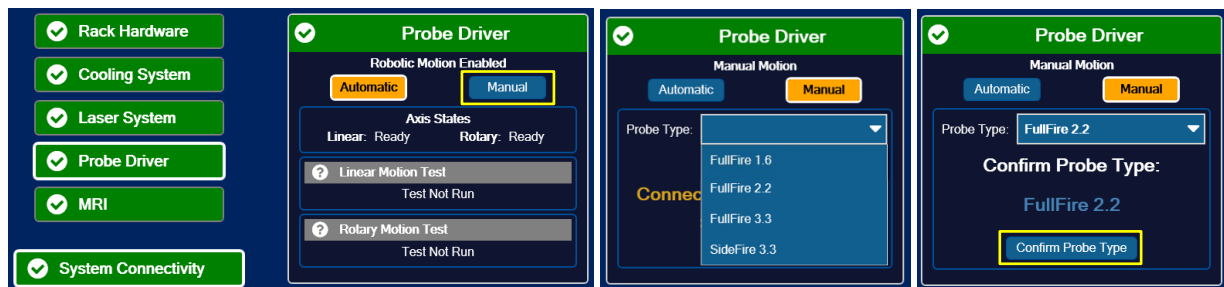 Rack Hardware
Cooling System
Laser System
Probe Driver
MRI
System Connectivity
Probe Driver
Robotic Motion Enabled
Automatic Manual
Axis States
Linear: Ready Rotary: Ready
? Linear Motion Test
Test Not Run
? Rotary Motion Test
Test Not Run
Probe Driver
Manual Motion
Automatic Manual
Probe Type:
FullFire 1.6
FullFire 2.2
Connec
FullFire 3.3
SideFire 3.3
Probe Driver
Manual Motion
Automatic Manual
Probe Type: FullFire 2.2
Confirm Probe Type:
FullFire 2.2
Confirm Probe Type